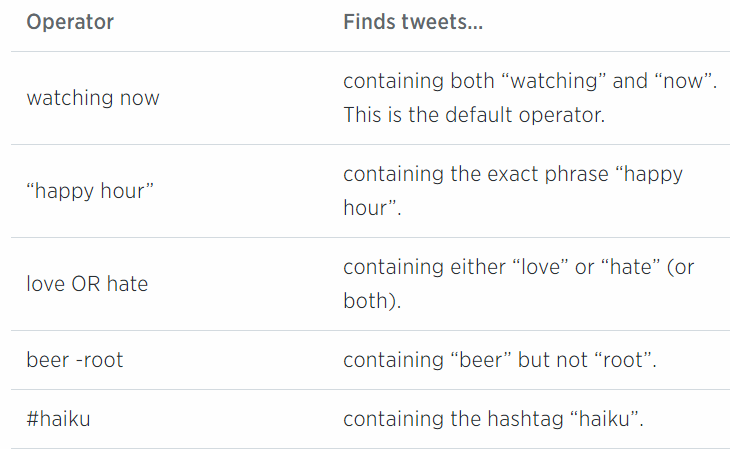 Operator
Finds tweets...
watching now
containing both “watching” and “now”.
This is the default operator.
“happy hour”
containing the exact phrase “happy
hour”.
love OR hate
containing either “love” or “hate” (or
both).
beer -root
containing “beer” but not “root”.
#haiku
containing the hashtag “haiku”.